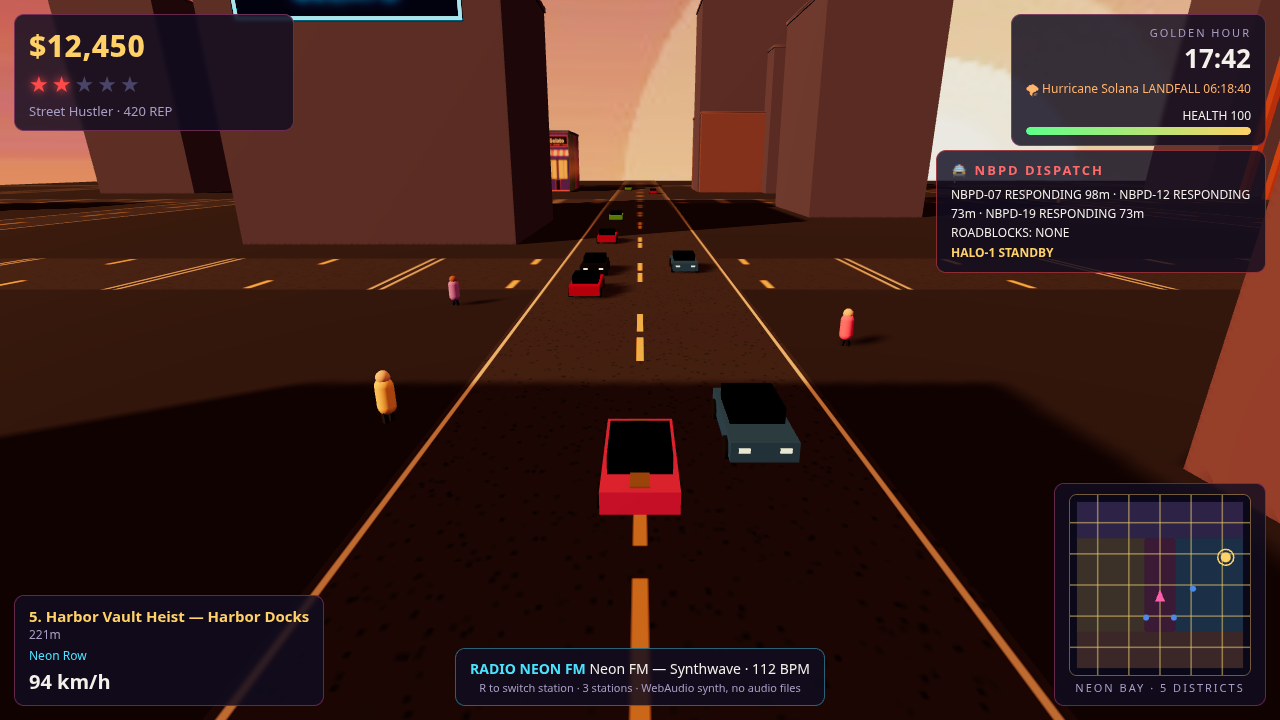 $12,450
★★★★★
Street Hustler · 420 REP
GOLDEN HOUR
17:42
🌪 Hurricane Solana LANDFALL 06:18:40
HEALTH 100
🚔 NBPD DISPATCH
NBPD-07 RESPONDING 98m · NBPD-12 RESPONDING
73m · NBPD-19 RESPONDING 73m
ROADBLOCKS: NONE
HALO-1 STANDBY
Gelato
5. Harbor Vault Heist — Harbor Docks
221m
Neon Row
94 km/h
RADIO NEON FM Neon FM — Synthwave · 112 BPM
R to switch station · 3 stations · WebAudio synth, no audio files
NEON BAY · 5 DISTRICTS